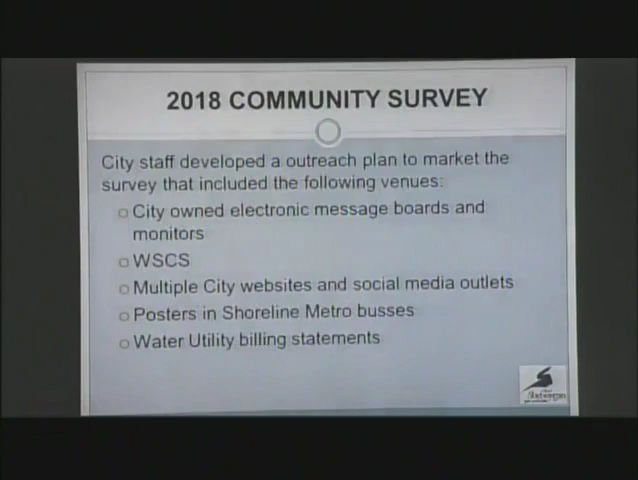 2018 COMMUNITY SURVEY
City staff developed a outreach plan to market the
survey that included the following venues:
City owned electronic message boards and
monitors
WSCS
Multiple City websites and social media outlets
Posters in Shoreline Metro busses
Water Utility billing statements
Sheboygan